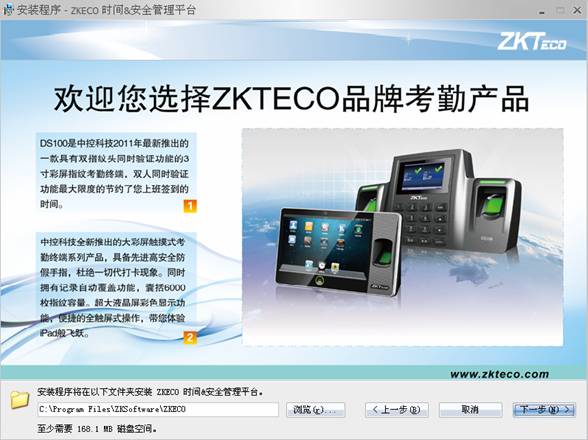 安装程序 - ZKECO 时间&安全管理平台
ZKTeco
欢迎您选择ZKTECO品牌考勤产品
DS100是中控科技2011年最新推出的
一款具有双指纹头同时验证功能的3
寸彩屏指纹考勤终端，双人同时验证
功能最大限度的节约了您上班签到的
时间。
1
中控科技全新推出的大彩屏触摸式考
勤终端系列产品，具备先进高安全防
假手指，杜绝一切代打卡现象。同时
拥有记录自动覆盖功能，囊括6000
枚指纹容量。超大液晶屏彩色显示功
能，便捷的全触屏式操作，带您体验
iPad般飞跃。
2
ZKTeco
www.zkteco.com
安装程序将在以下文件夹安装 ZKECO 时间&安全管理平台。
C:\Program Files\ZKSoftware\ZKECO
浏览(r)...
< 上一步(B)
取消
下一步(N) >
至少需要 168.1 MB 磁盘空间。